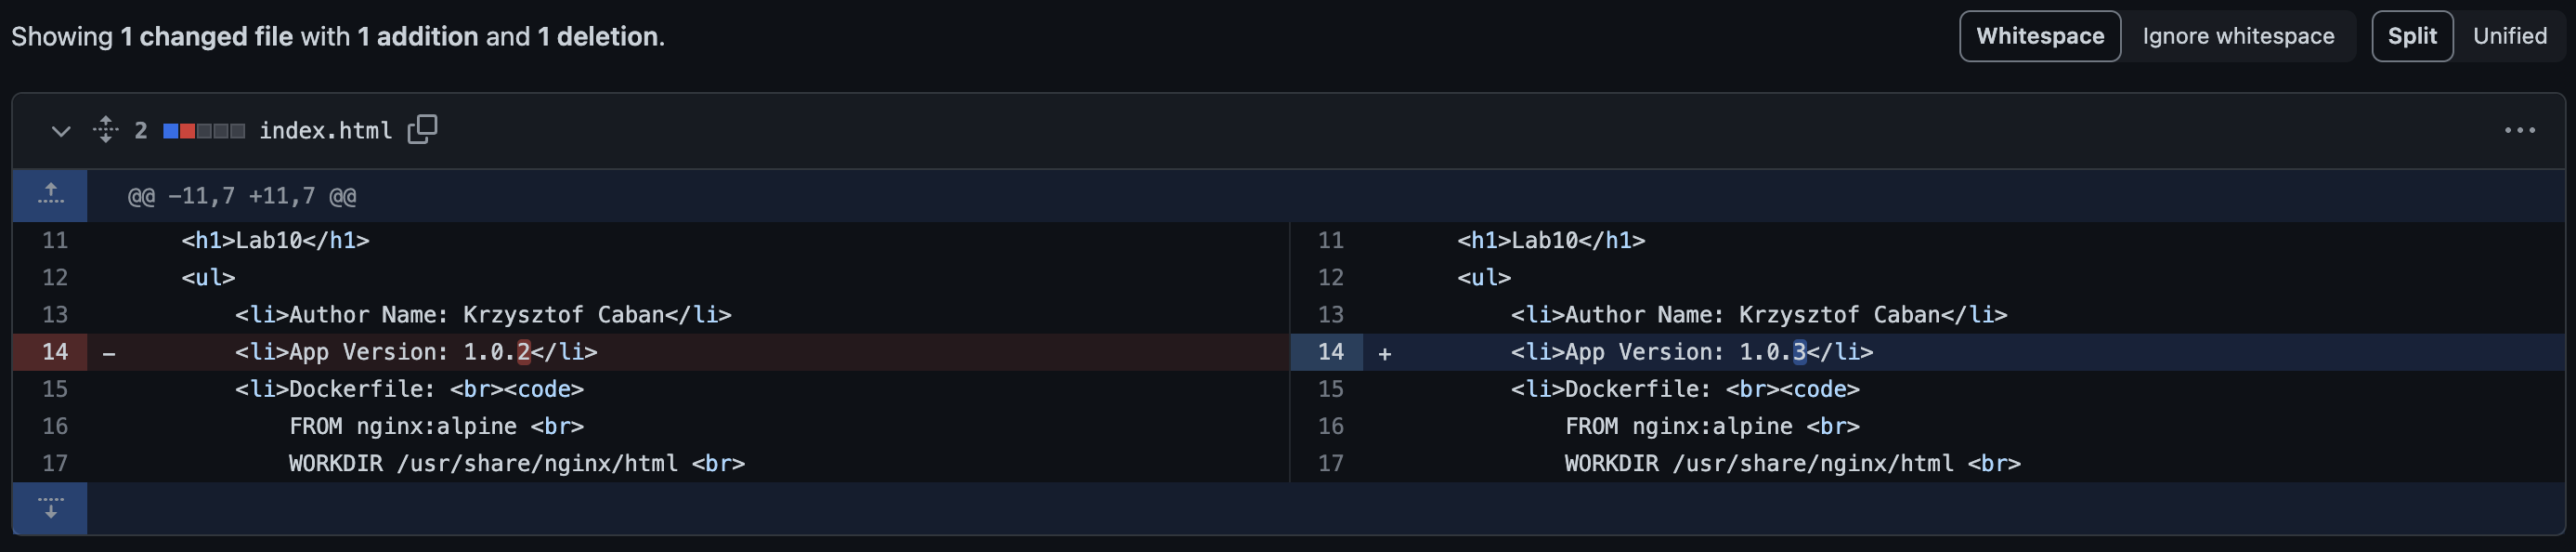 Showing 1 changed file with 1 addition and 1 deletion.
Whitespace Ignore whitespace Split Unified
2 index.html
@@ -11,7 +11,7 @@
11 <h1>Lab10</h1>
12 <ul>
13 <li>Author Name: Krzysztof Caban</li>
14 - <li>App Version: 1.0.2</li>
15 <li>Dockerfile: <br><code>
16 FROM nginx:alpine <br>
17 WORKDIR /usr/share/nginx/html <br>
11 <h1>Lab10</h1>
12 <ul>
13 <li>Author Name: Krzysztof Caban</li>
14 + <li>App Version: 1.0.3</li>
15 <li>Dockerfile: <br><code>
16 FROM nginx:alpine <br>
17 WORKDIR /usr/share/nginx/html <br>